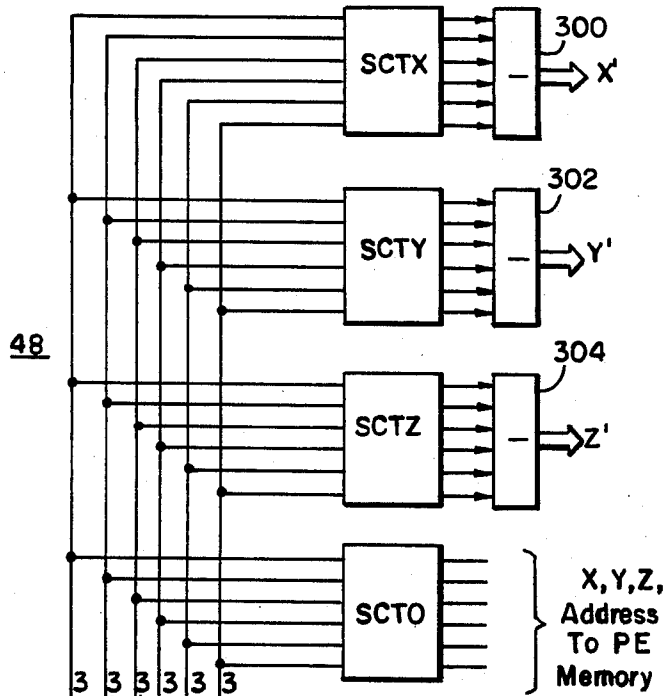 SCTX
–
300
X'
SCTY
–
302
Y'
48
SCTZ
–
304
Z'
SCTO
X,Y,Z,
Address
To PE
Memory
3 3 3 3 3 3